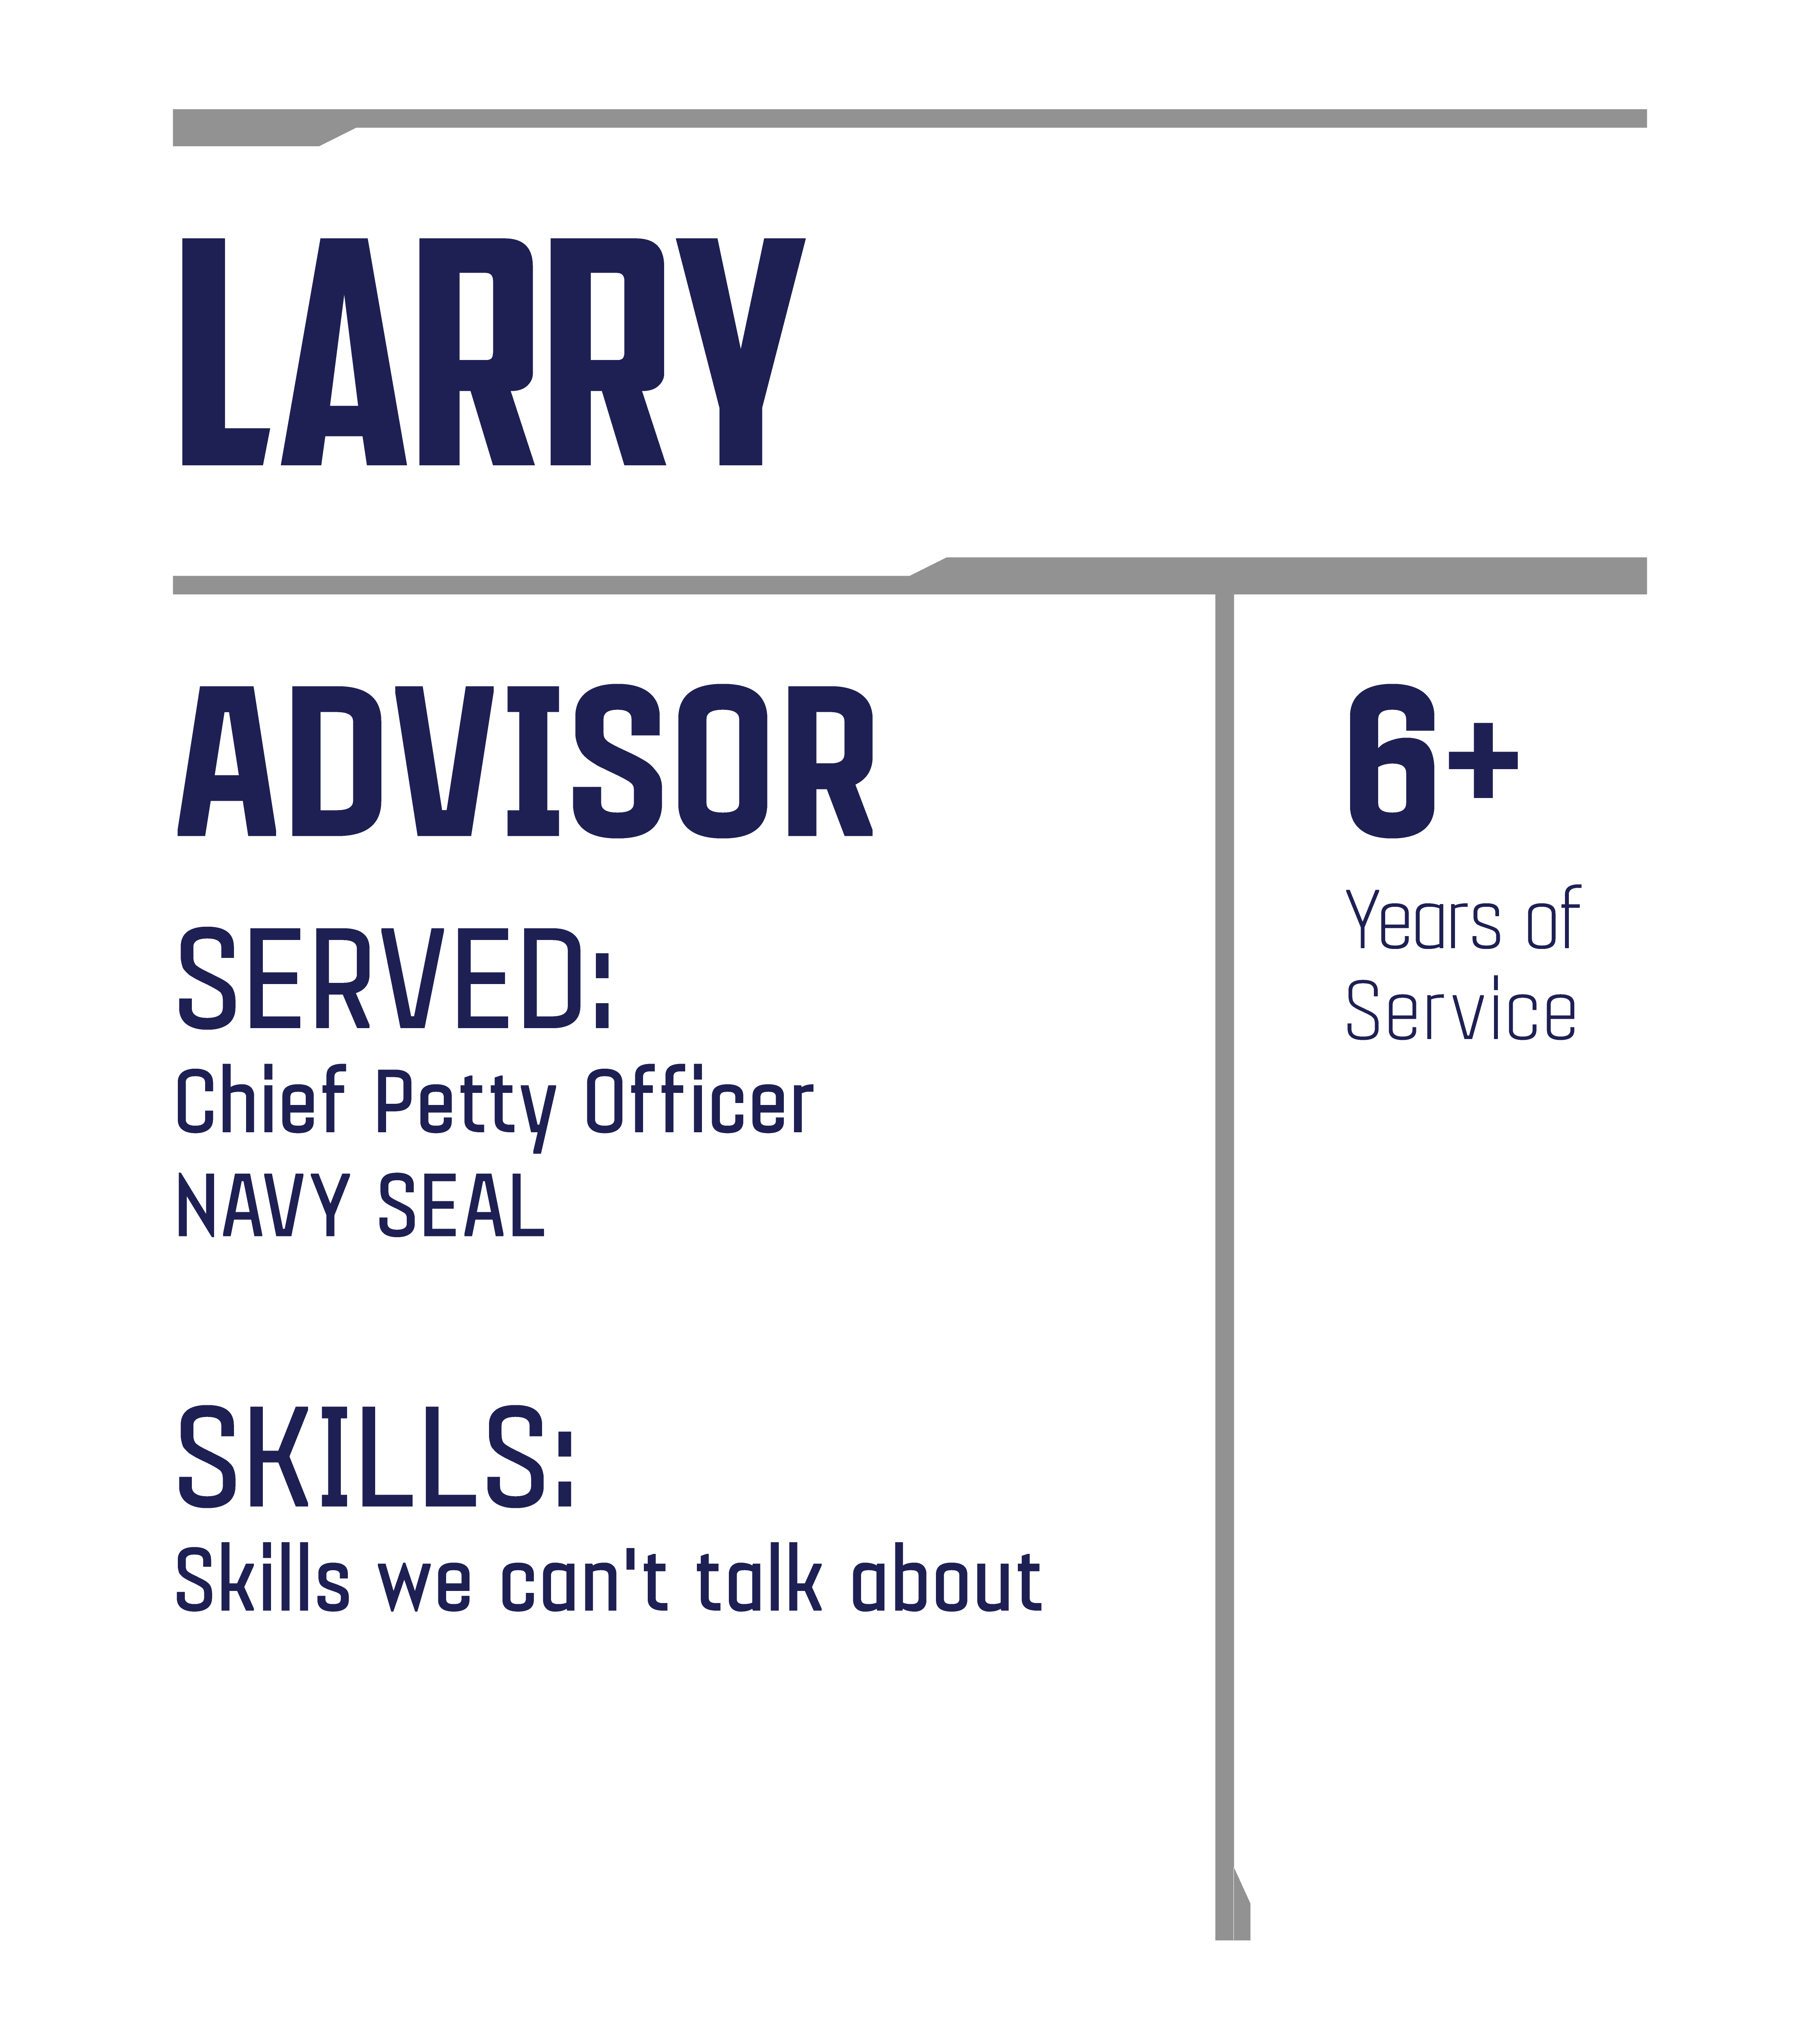 LARRY
ADVISOR
SERVED:
Chief Petty Officer
NAVY SEAL
SKILLS:
Skills we can't talk about
6+
Years of
Service